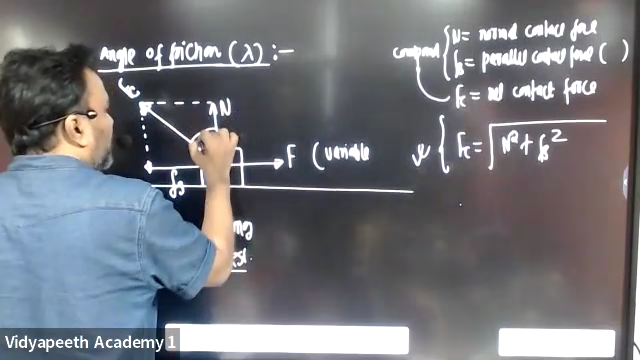 Angle of friction (λ) :-
N = normal contact force
component
fs = parallel contact force ( )
Fc = net contact force
N
Fc = √N² + fs²
F (variable
fs
Vidyapeeth Academy 1